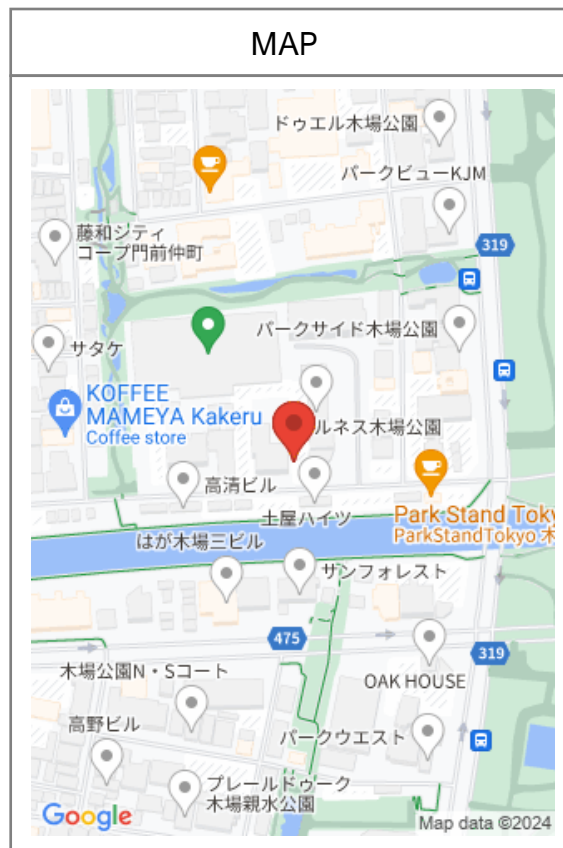 MAP
ドゥエル木場公園
パークビューKJM
藤和シティ
コープ門前仲町
319
パークサイド木場公園
サタケ
KOFFEE
MAMEYA Kakeru
Coffee store
ルネス木場公園
高清ビル
土屋ハイツ
Park Stand Toky
ParkStandTokyo 木
はが木場三ビル
サンフォレスト
475
319
木場公園N・Sコート
OAK HOUSE
高野ビル
パークウエスト
プレールドゥーク
木場親水公園
Google
Map data ©2024